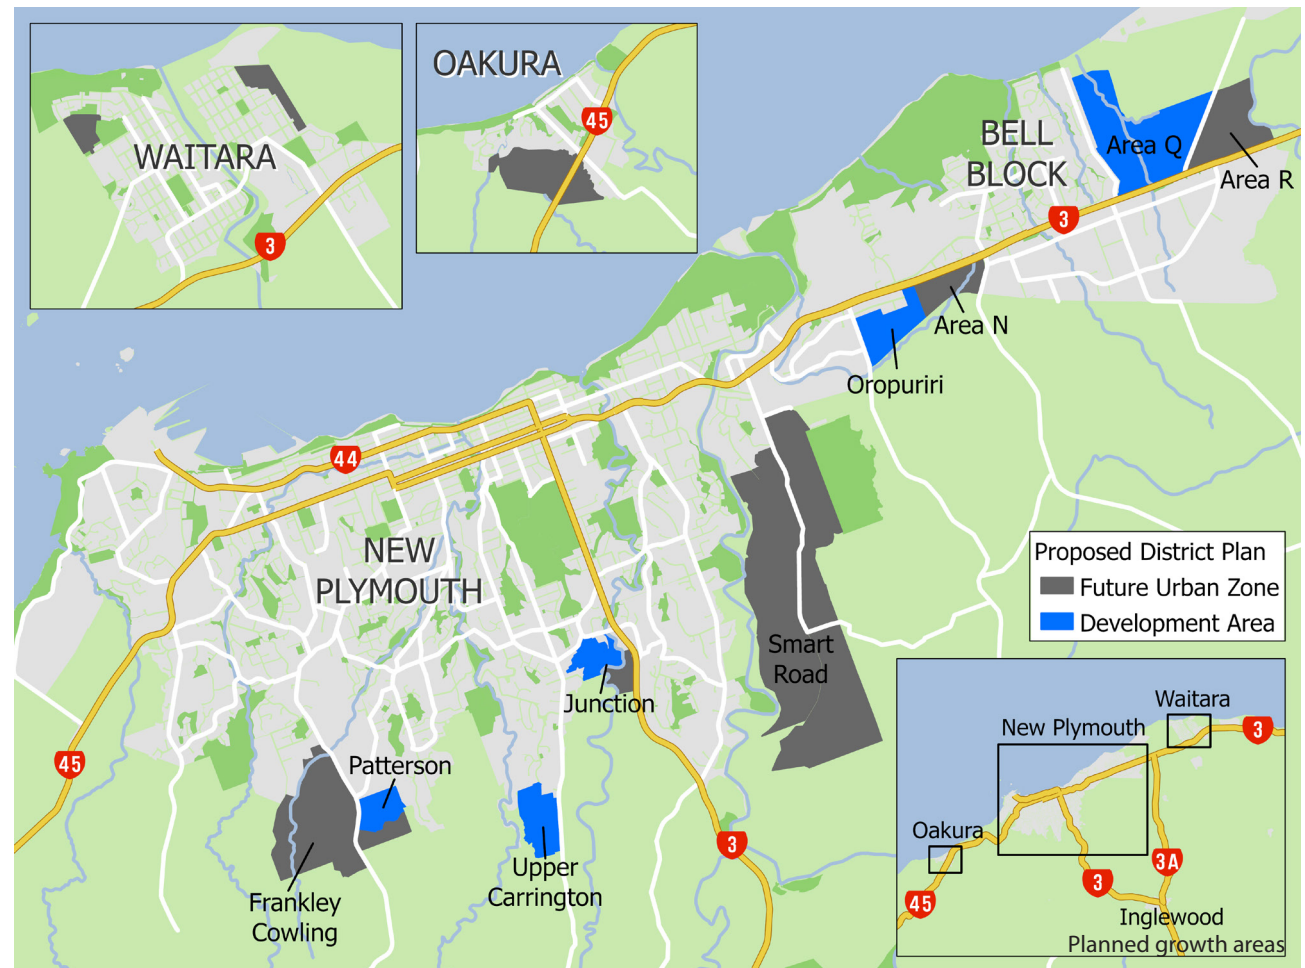 WAITARA
3
OAKURA
45
BELL
BLOCK
Area Q
Area R
3
Area N
Oropuriri
44
NEW
PLYMOUTH
Proposed District Plan
Future Urban Zone
Development Area
Smart
Road
Junction
45
Patterson
3
Upper
Carrington
Frankley
Cowling
Waitara
New Plymouth
3
Oakura
3A
3
45
Inglewood
Planned growth areas